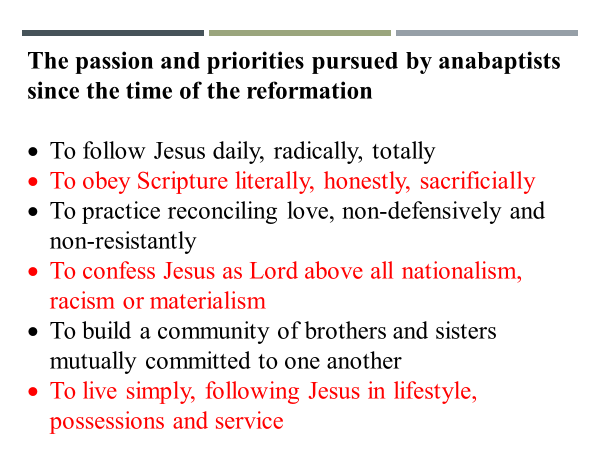 The passion and priorities pursued by anabaptists
since the time of the reformation
• To follow Jesus daily, radically, totally
• To obey Scripture literally, honestly, sacrificially
• To practice reconciling love, non-defensively and
non-resistantly
• To confess Jesus as Lord above all nationalism,
racism or materialism
• To build a community of brothers and sisters
mutually committed to one another
• To live simply, following Jesus in lifestyle,
possessions and service